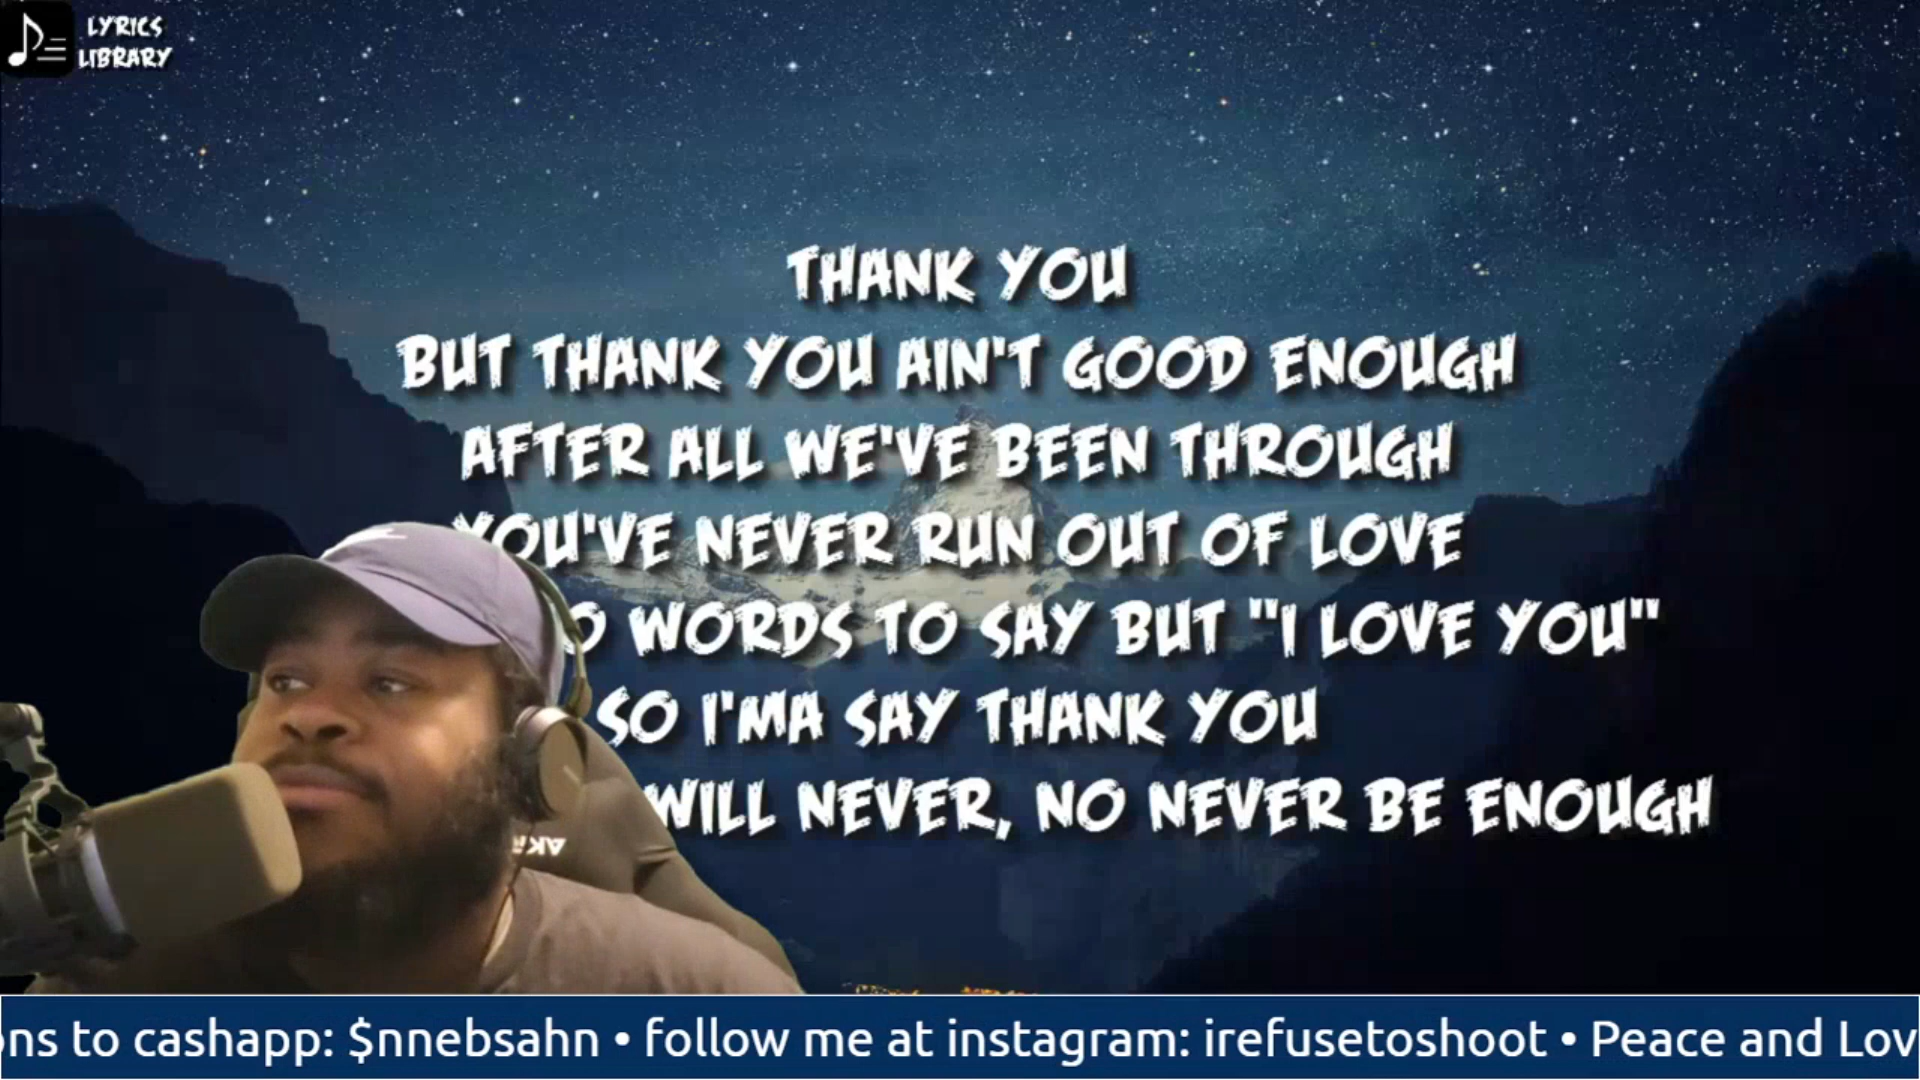 LYRICS
LIBRARY
THANK YOU
BUT THANK YOU AIN'T GOOD ENOUGH
AFTER ALL WE'VE BEEN THROUGH
YOU'VE NEVER RUN OUT OF LOVE
WORDS TO SAY BUT "I LOVE YOU"
SO I'MA SAY THANK YOU
WILL NEVER, NO NEVER BE ENOUGH
ns to cashapp: $nnebsahn • follow me at instagram: irefusetoshoot • Peace and Lov